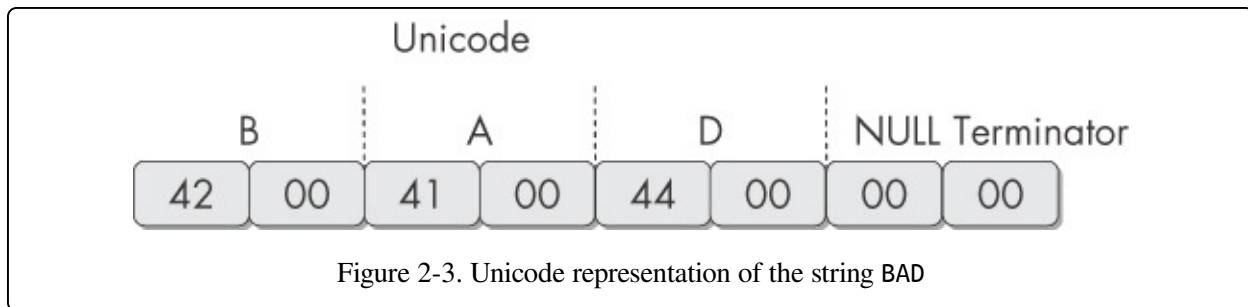 Unicode
B A D NULL Terminator
42 00 41 00 44 00 00 00
Figure 2-3. Unicode representation of the string BAD